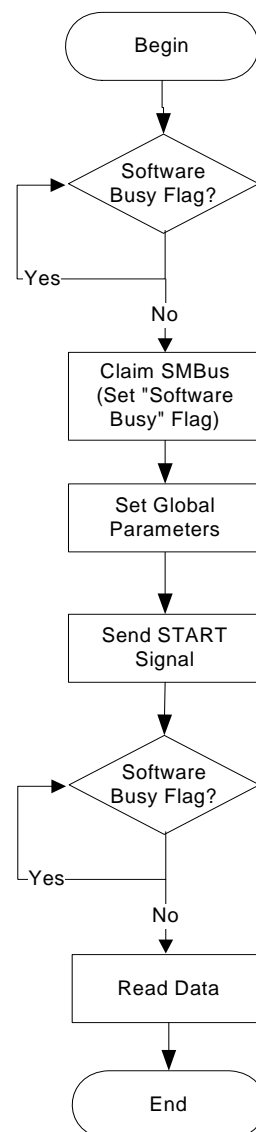 Begin
Software
Busy Flag?
Yes
No
Claim SMBus
(Set "Software
Busy" Flag)
Set Global
Parameters
Send START
Signal
Software
Busy Flag?
Yes
No
Read Data
End